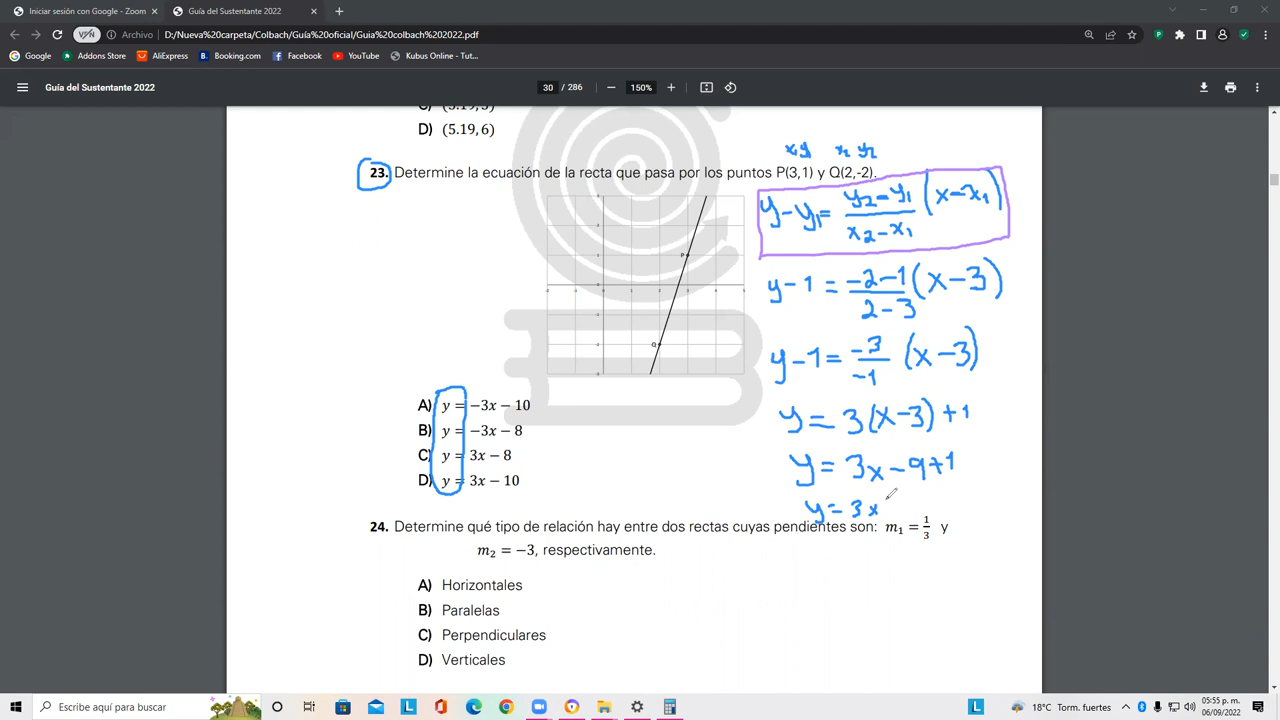 Iniciar sesión con Google - Zoom
Guía del Sustentante 2022
VPN
Archivo
D:/Nueva%20carpeta/Colbach/Guía%20oficial/Guia%20colbach%202022.pdf
Google
Addons Store
AliExpress
Booking.com
Facebook
YouTube
Kubus Online - Tut...
Guía del Sustentante 2022
30 / 286
150%
D) (5.19, 6)
x₁ y₁ x₂ y₂
23. Determine la ecuación de la recta que pasa por los puntos P(3,1) y Q(2,-2).
y-y₁= y₂-y₁/x₂-x₁ (x-x₁)
P
Q
y-1 = -2-1/2-3 (x-3)
y-1 = -3/-1 (x-3)
y = 3(x-3)+1
y = 3x-9+1
y = 3x
A) y = −3x − 10
B) y = −3x − 8
C) y = 3x − 8
D) y = 3x − 10
24. Determine qué tipo de relación hay entre dos rectas cuyas pendientes son: m₁ = 1/3 y
m₂ = −3, respectivamente.
A) Horizontales
B) Paralelas
C) Perpendiculares
D) Verticales
Escribe aquí para buscar
18°C Torm. fuertes
05:55 p. m.
06/09/2022